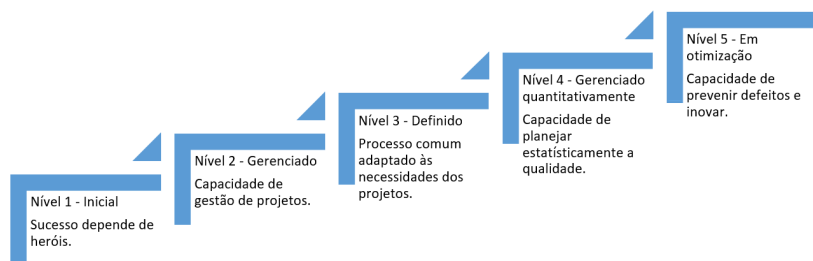 Nível 1 - Inicial
Sucesso depende de
heróis.
Nível 2 - Gerenciado
Capacidade de
gestão de projetos.
Nível 3 - Definido
Processo comum
adaptado às
necessidades dos
projetos.
Nível 4 - Gerenciado
quantitativamente
Capacidade de
planejar
estatísticamente a
qualidade.
Nível 5 - Em
otimização
Capacidade de
prevenir defeitos e
inovar.